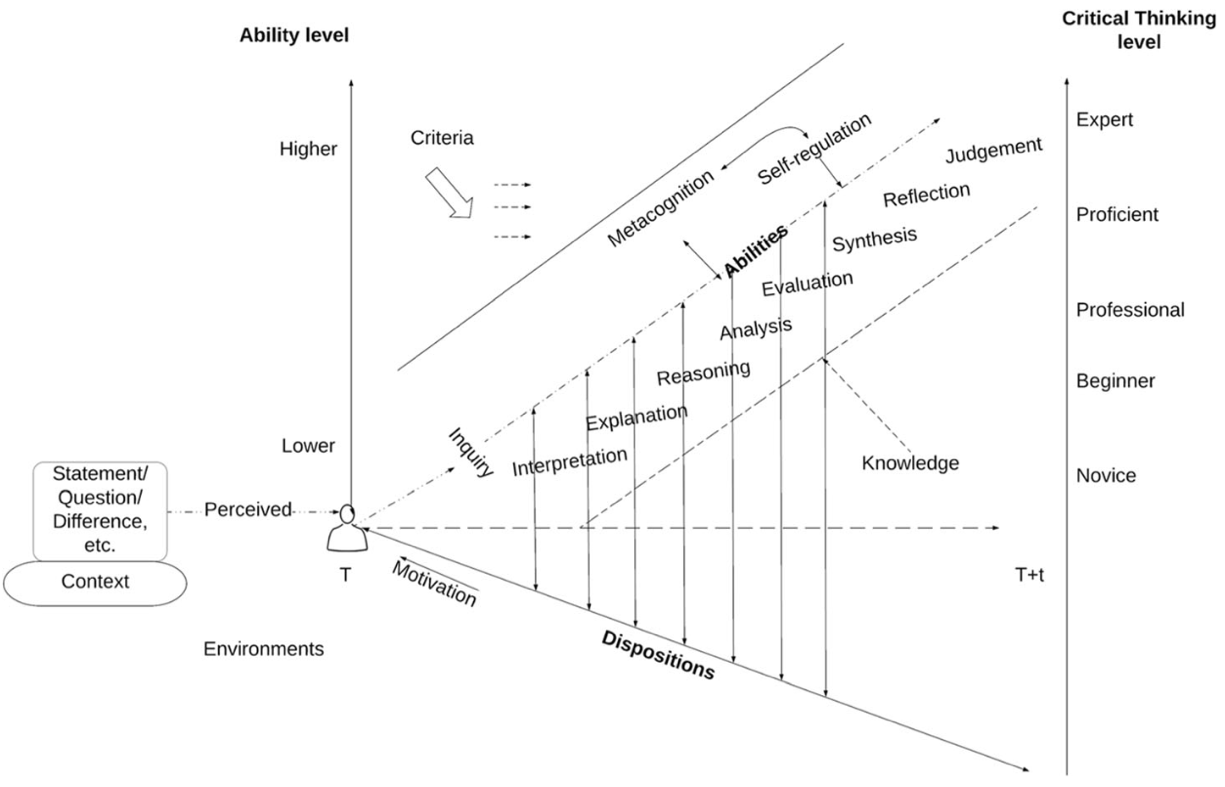 Ability level
Critical Thinking
level
Higher
Criteria
Expert
Judgement
Self-regulation
Reflection
Metacognition
Proficient
Abilities
Synthesis
Evaluation
Professional
Analysis
Reasoning
Beginner
Explanation
Inquiry
Lower
Interpretation
Knowledge
Novice
Statement/
Question/
Difference,
etc.
Perceived
Context
T
Motivation
T+t
Environments
Dispositions